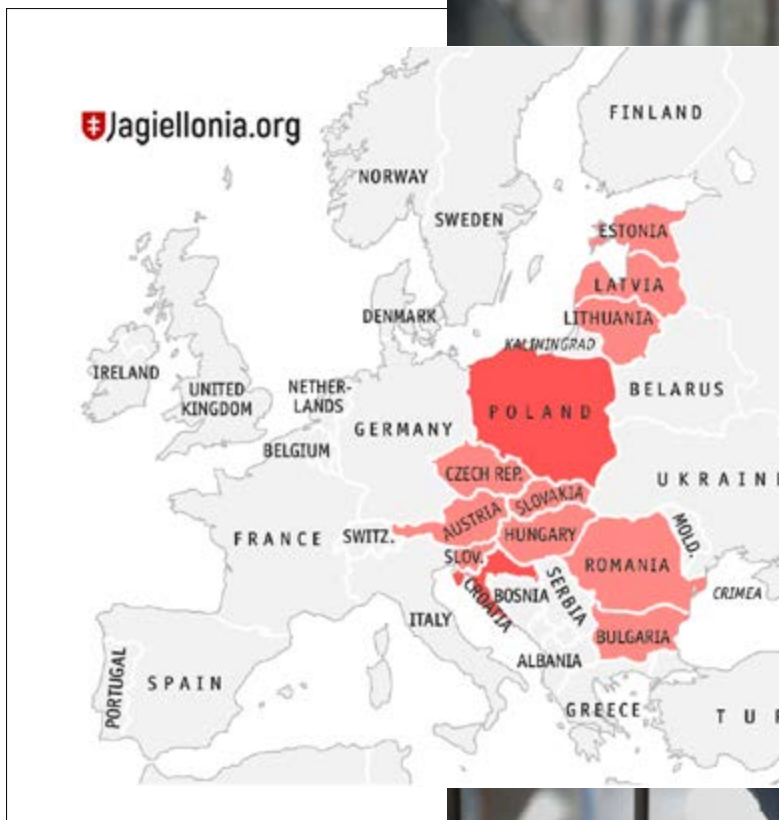 Jagiellonia.org
FINLAND
NORWAY
SWEDEN
ESTONIA
LATVIA
DENMARK
LITHUANIA
KALININGRAD
IRELAND
UNITED
KINGDOM
NETHER-
LANDS
BELARUS
POLAND
GERMANY
BELGIUM
CZECH REP.
UKRAINE
SLOVAKIA
AUSTRIA
FRANCE
SWITZ.
HUNGARY
MOLD.
SLOV.
ROMANIA
CROATIA
BOSNIA
SERBIA
CRIMEA
ITALY
BULGARIA
ALBANIA
PORTUGAL
SPAIN
GREECE
TUR